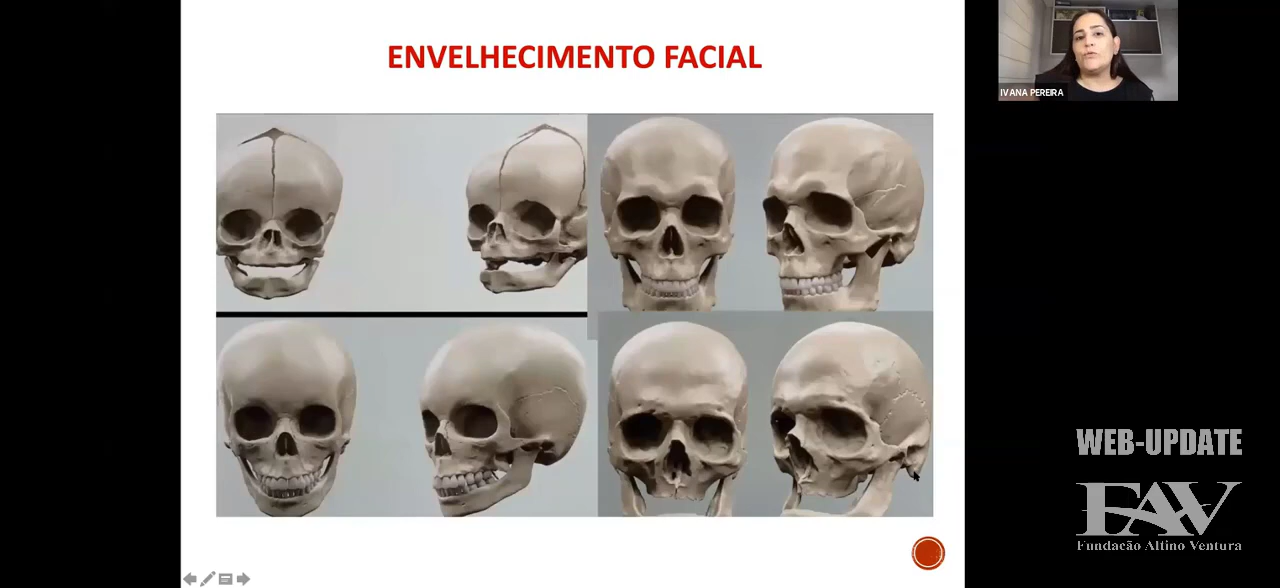 ENVELHECIMENTO FACIAL
IVANA PEREIRA
WEB-UPDATE
FAV
Fundação Altino Ventura